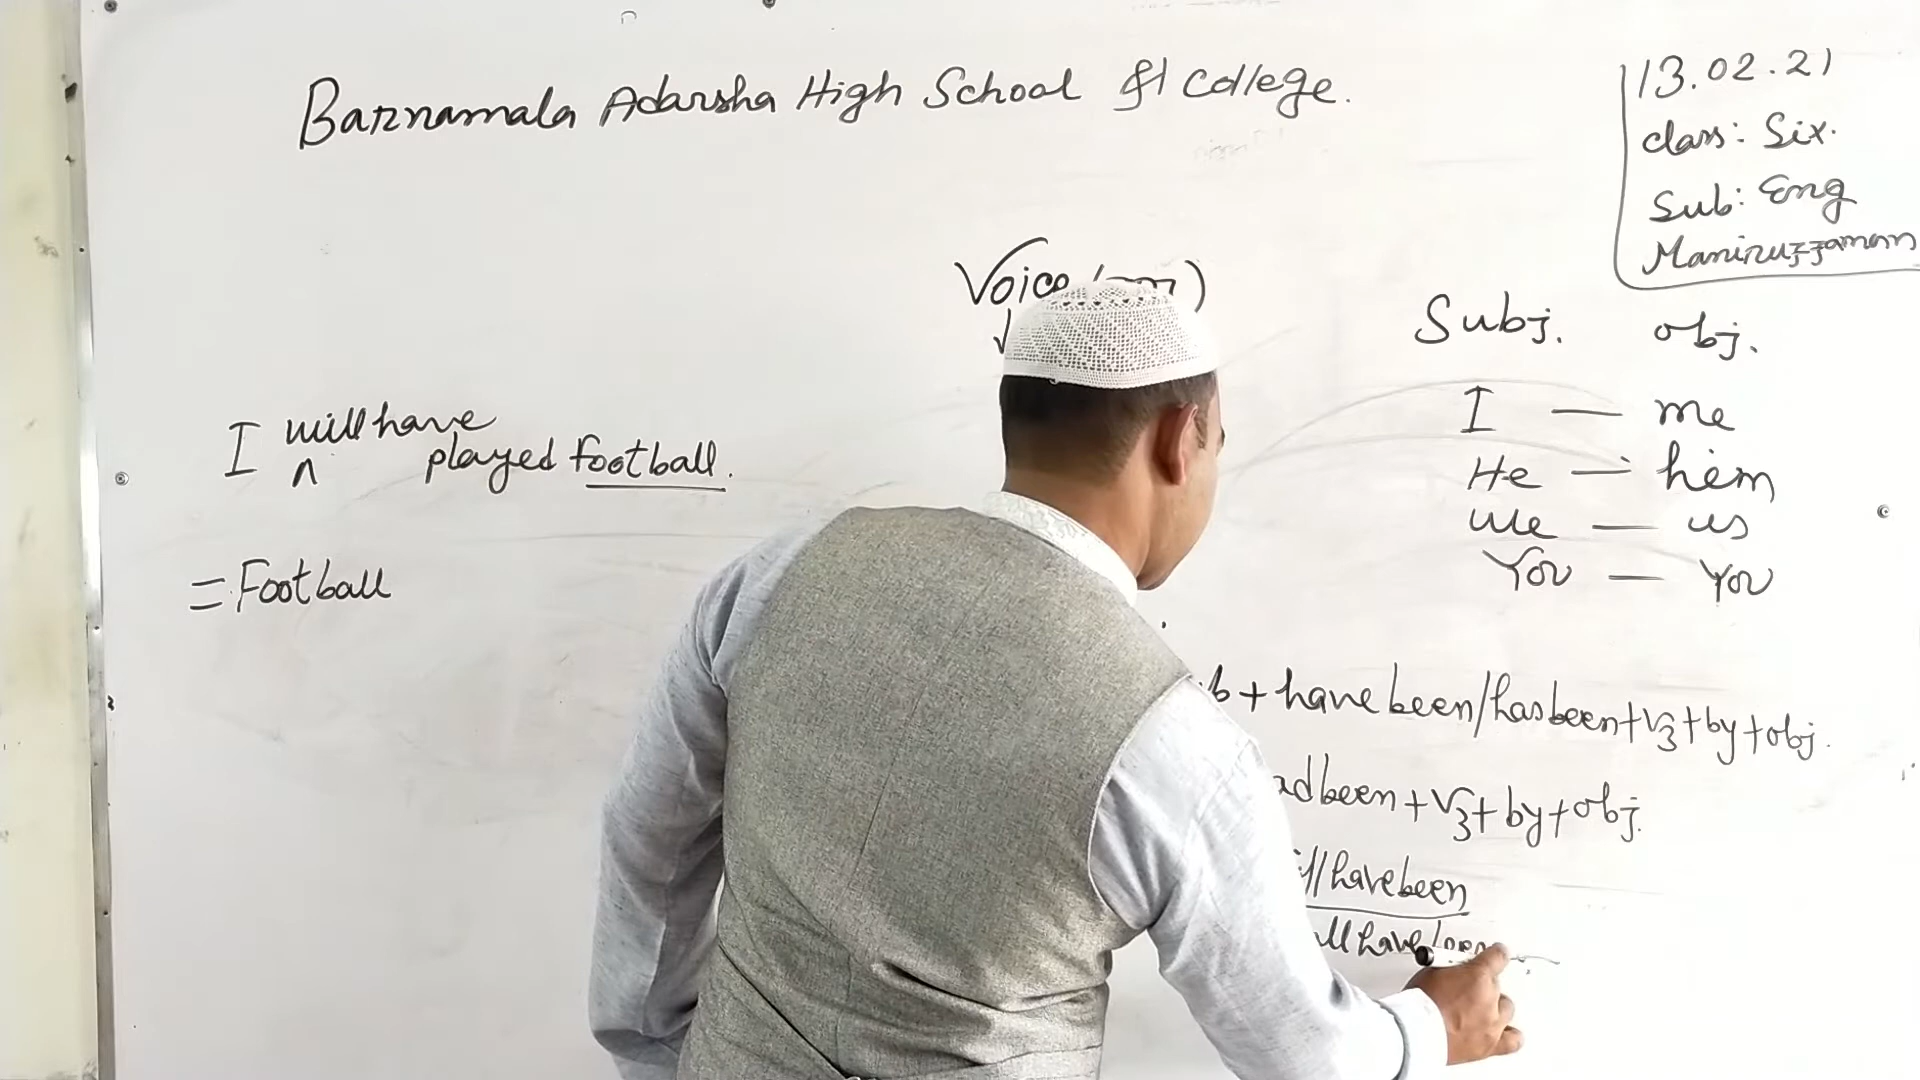 Barnamala Adarsha High School & College.
13.02.21
class: Six.
Sub: Eng
Maniruzzaman
Voice
Subj. obj.
I — me
He — him
We — us
You — You
I will have played football.
^
= Football
+ have been/has been + V3 + by + obj.
been + V3 + by + obj.
have been
have been